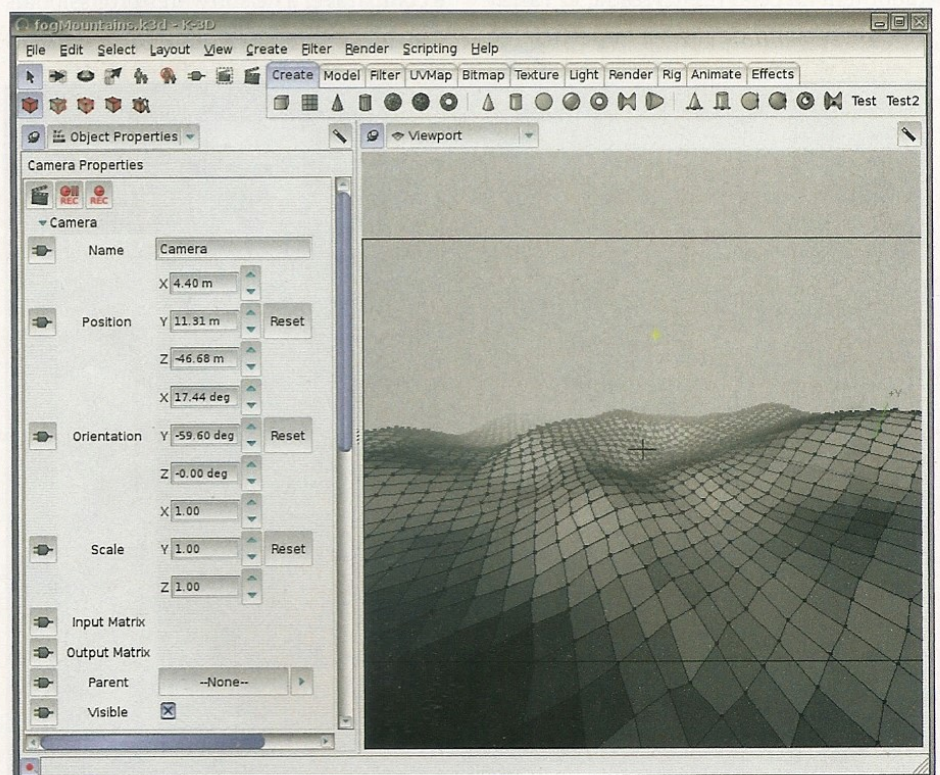 fogMountains.k3d - K-3D
File Edit Select Layout View Create Filter Render Scripting Help
Create Model Filter UVMap Bitmap Texture Light Render Rig Animate Effects
Test Test2
Object Properties
Viewport
Camera Properties
REC REC
Camera
Name Camera
X 4.40 m
Position Y 11.31 m Reset
Z -46.68 m
X 17.44 deg
Orientation Y -59.60 deg Reset
Z -0.00 deg
X 1.00
Scale Y 1.00 Reset
Z 1.00
Input Matrix
Output Matrix
Parent --None--
Visible
+Y